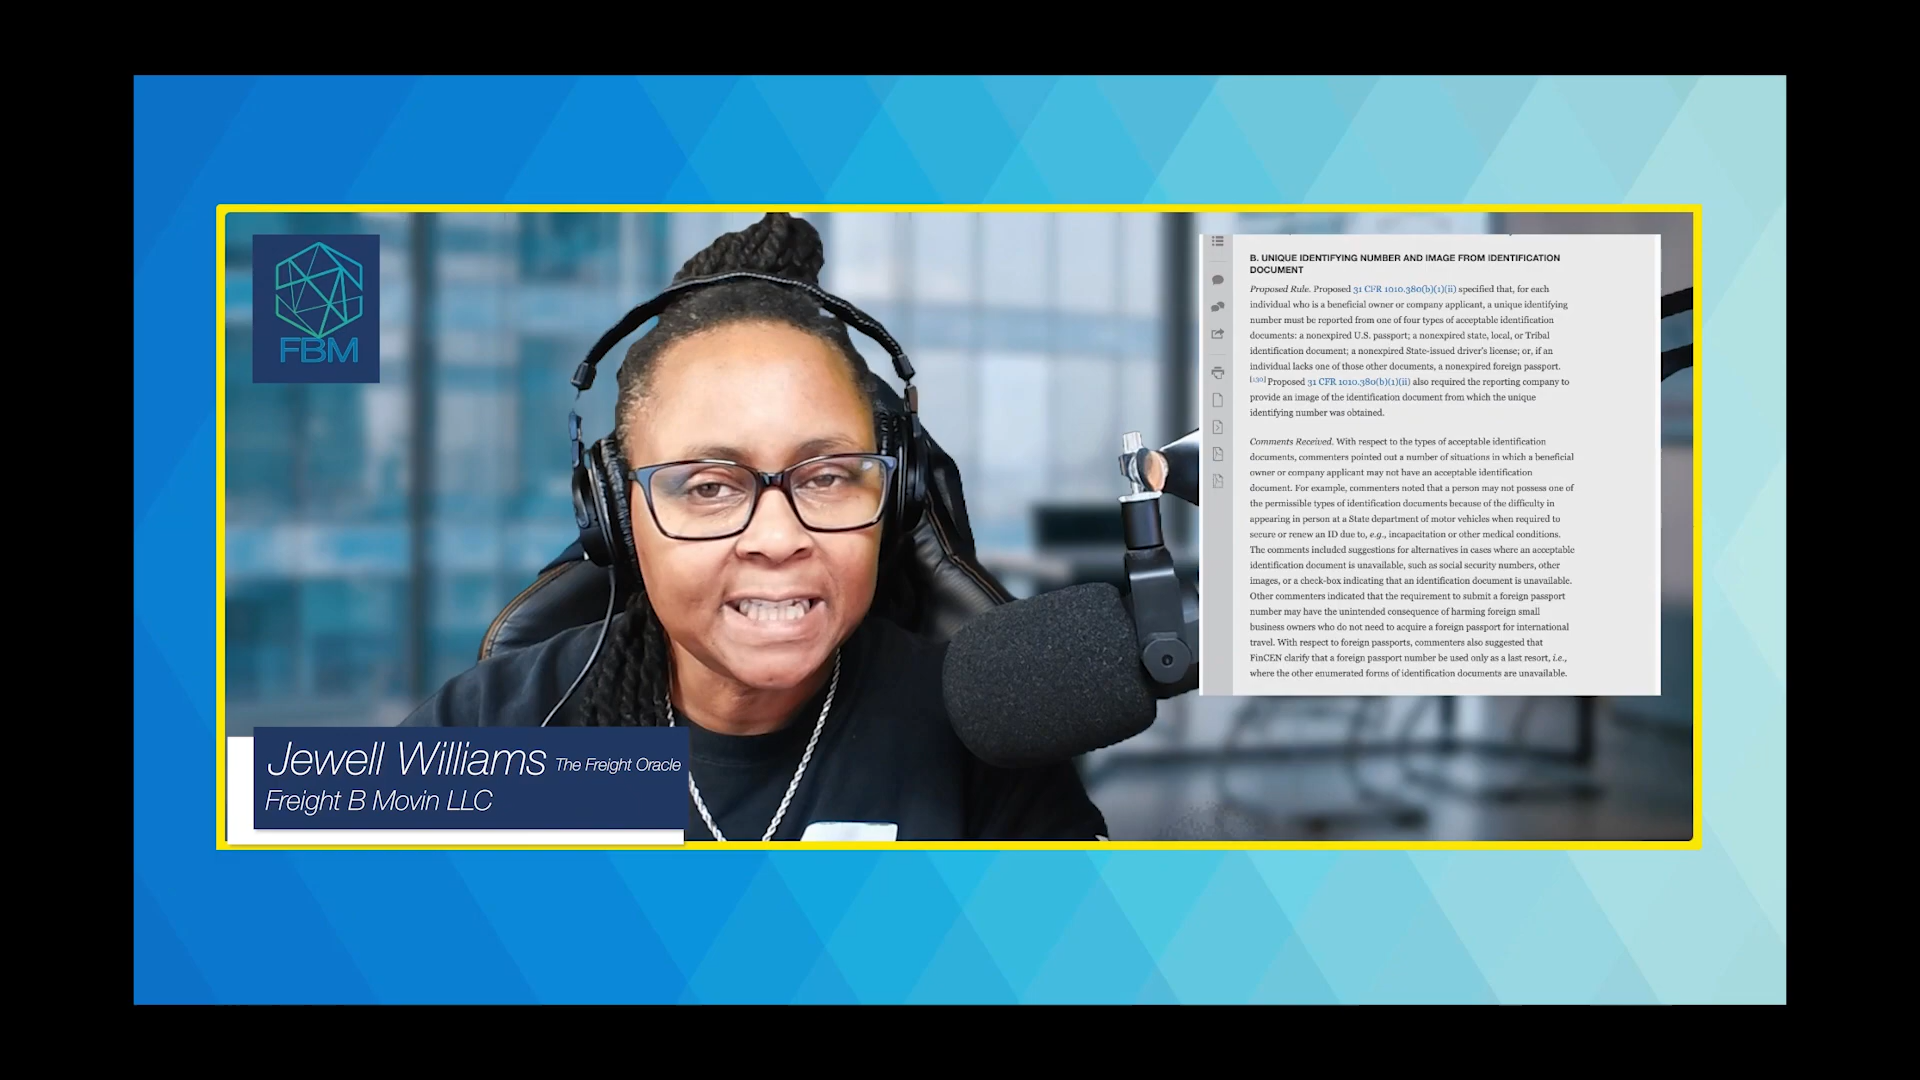 FBM
B. UNIQUE IDENTIFYING NUMBER AND IMAGE FROM IDENTIFICATION
DOCUMENT
Proposed Rule. Proposed 31 CFR 1010.380(b)(1)(ii) specified that, for each
individual who is a beneficial owner or company applicant, a unique identifying
number must be reported from one of four types of acceptable identification
documents: a nonexpired U.S. passport; a nonexpired state, local, or Tribal
identification document; a nonexpired State-issued driver's license; or, if an
individual lacks one of those other documents, a nonexpired foreign passport.
Proposed 31 CFR 1010.380(b)(1)(ii) also required the reporting company to
provide an image of the identification document from which the unique
identifying number was obtained.
Comments Received. With respect to the types of acceptable identification
documents, commenters pointed out a number of situations in which a beneficial
owner or company applicant may not have an acceptable identification
document. For example, commenters noted that a person may not possess one of
the permissible types of identification documents because of the difficulty in
appearing in person at a State department of motor vehicles when required to
secure or renew an ID due to, e.g., incapacitation or other medical conditions.
The comments included suggestions for alternatives in cases where an acceptable
identification document is unavailable, such as social security numbers, other
images, or a check-box indicating that an identification document is unavailable.
Other commenters indicated that the requirement to submit a foreign passport
number may have the unintended consequence of harming foreign small
business owners who do not need to acquire a foreign passport for international
travel. With respect to foreign passports, commenters also suggested that
FinCEN clarify that a foreign passport number be used only as a last resort, i.e.,
where the other enumerated forms of identification documents are unavailable.
Jewell Williams The Freight Oracle
Freight B Movin LLC